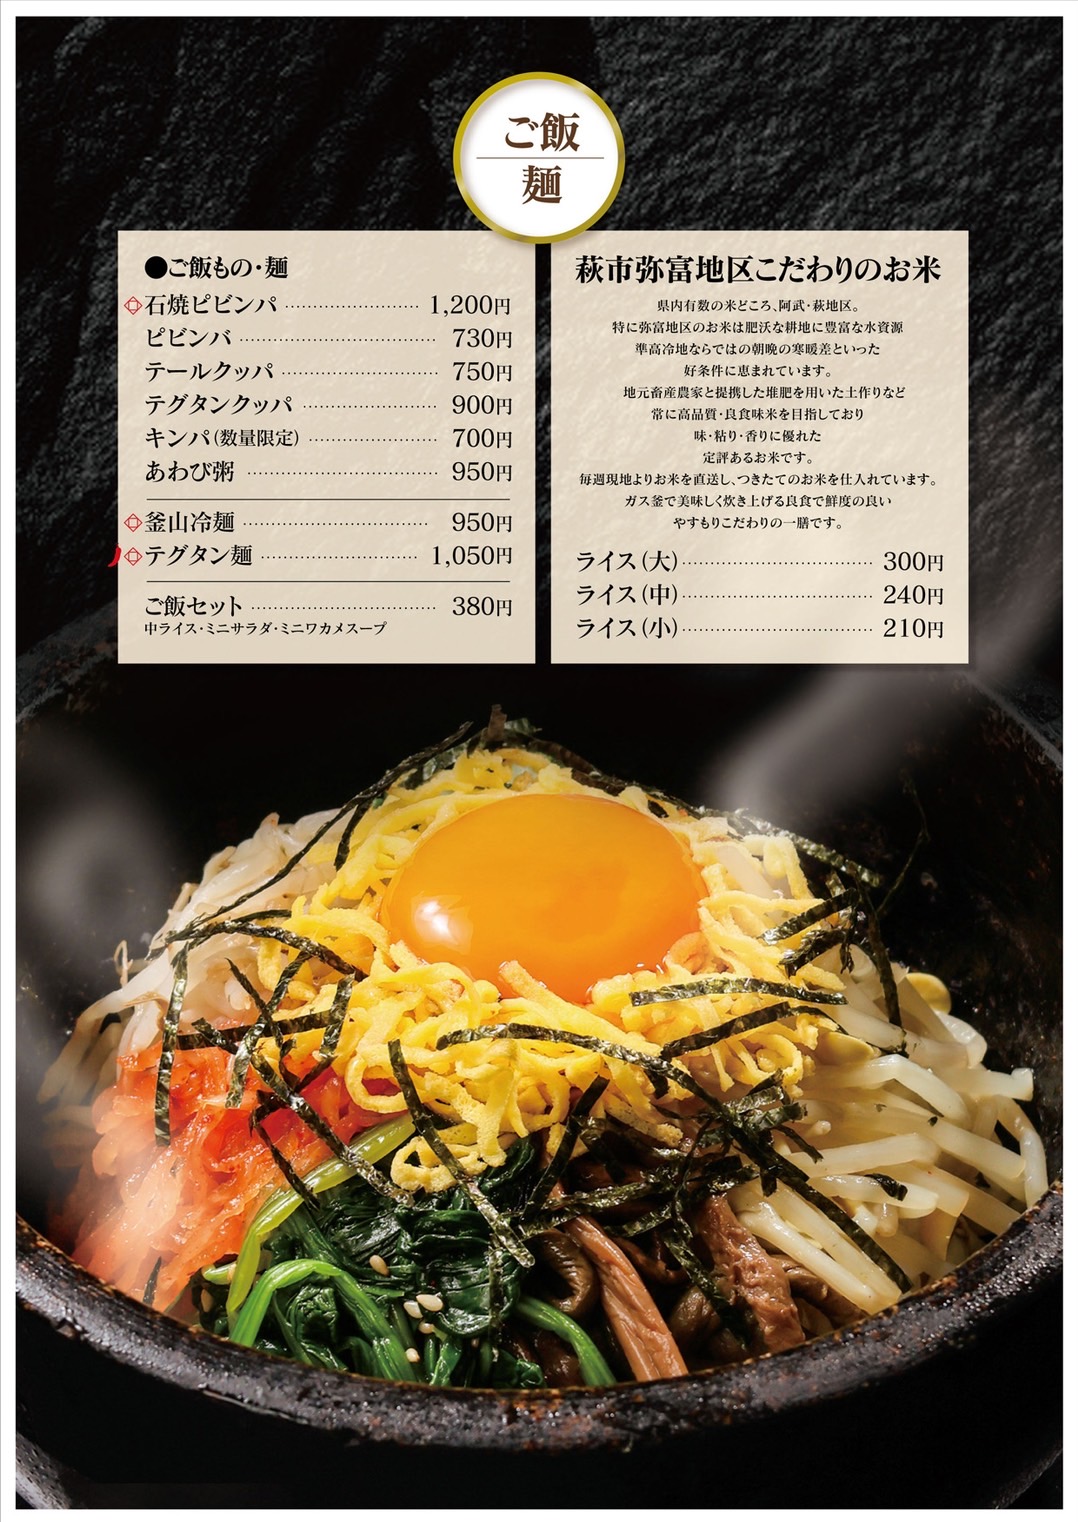 ご飯
麺
●ご飯もの・麺
石焼ピビンパ 1,200円
ピビンバ 730円
テールクッパ 750円
テグタンクッパ 900円
キンパ(数量限定) 700円
あわび粥 950円
釜山冷麺 950円
テグタン麺 1,050円
ご飯セット 380円
中ライス・ミニサラダ・ミニワカメスープ
萩市弥富地区こだわりのお米
県内有数の米どころ、阿武・萩地区。
特に弥富地区のお米は肥沃な耕地に豊富な水資源
準高冷地ならではの朝晩の寒暖差といった
好条件に恵まれています。
地元畜産農家と提携した堆肥を用いた土作りなど
常に高品質・良食味米を目指しており
味・粘り・香りに優れた
定評あるお米です。
毎週現地よりお米を直送し、つきたてのお米を仕入れています。
ガス釜で美味しく炊き上げる良食で鮮度の良い
やすもりこだわりの一膳です。
ライス(大) 300円
ライス(中) 240円
ライス(小) 210円